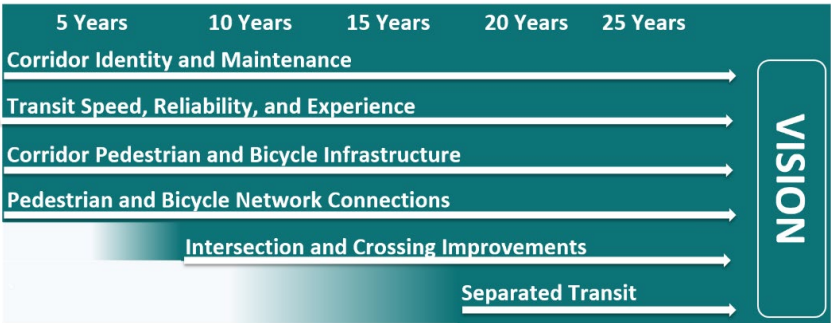 5 Years 10 Years 15 Years 20 Years 25 Years
Corridor Identity and Maintenance
Transit Speed, Reliability, and Experience
Corridor Pedestrian and Bicycle Infrastructure
Pedestrian and Bicycle Network Connections
Intersection and Crossing Improvements
Separated Transit
VISION